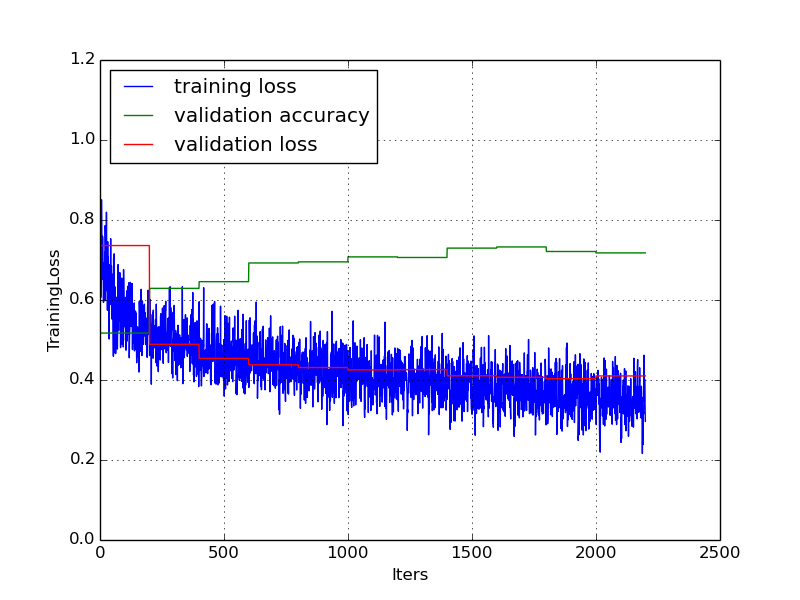 1.2
1.0
0.8
0.6
0.4
0.2
0.0
TrainingLoss
training loss
validation accuracy
validation loss
0
500
1000
1500
2000
2500
Iters